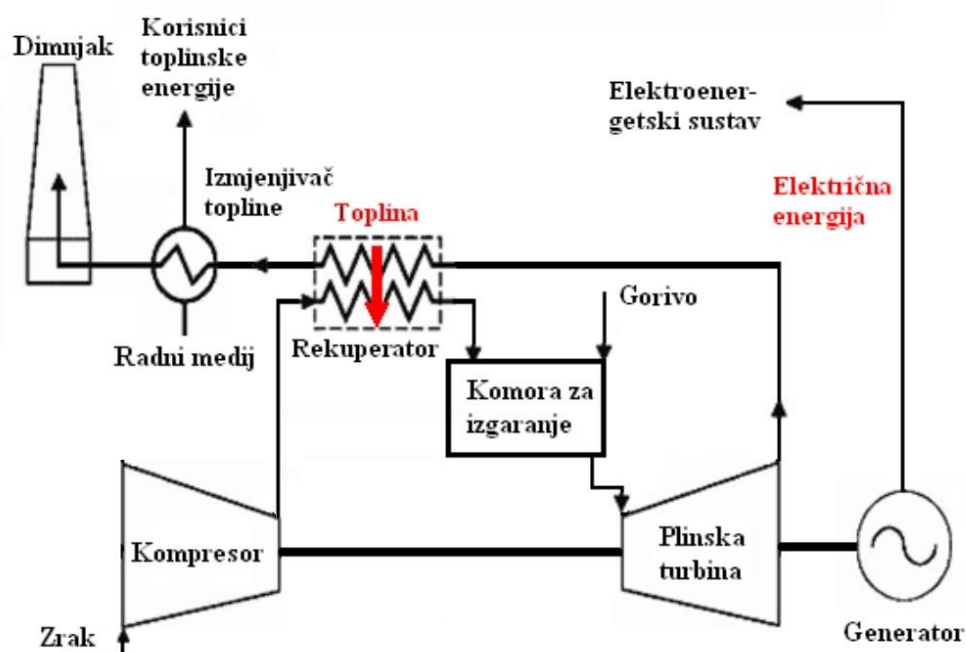 Korisnici
toplinske
energije
Dimnjak
Elektroener-
getski sustav
Izmjenjivač
topline
Toplina
Električna
energija
Gorivo
Radni medij
Rekuperator
Komora za
izgaranje
Kompresor
Plinska
turbina
Zrak
Generator